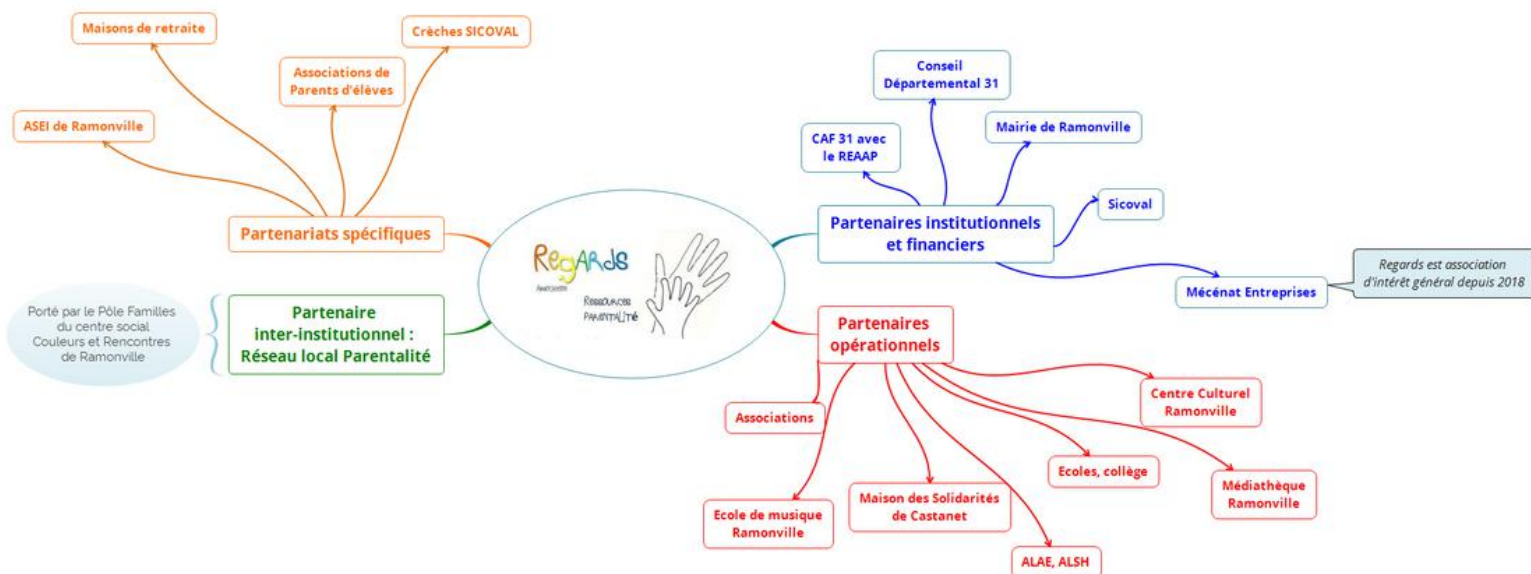 Maisons de retraite
Crèches SICOVAL
Associations de
Parents d'élèves
ASEI de Ramonville
Partenariats spécifiques
Conseil
Départemental 31
CAF 31 avec
le REAAP
Mairie de Ramonville
Sicoval
Partenaires institutionnels
et financiers
Mécénat Entreprises
Regards est association
d'intérêt général depuis 2018
Regards
Ressources
PARENTALITÉ
Porté par le Pôle Familles
du centre social
Couleurs et Rencontres
de Ramonville
Partenaire
inter-institutionnel :
Réseau local Parentalité
Partenaires
opérationnels
Associations
Ecole de musique
Ramonville
Maison des Solidarités
de Castanet
ALAE, ALSH
Ecoles, collège
Médiathèque
Ramonville
Centre Culturel
Ramonville